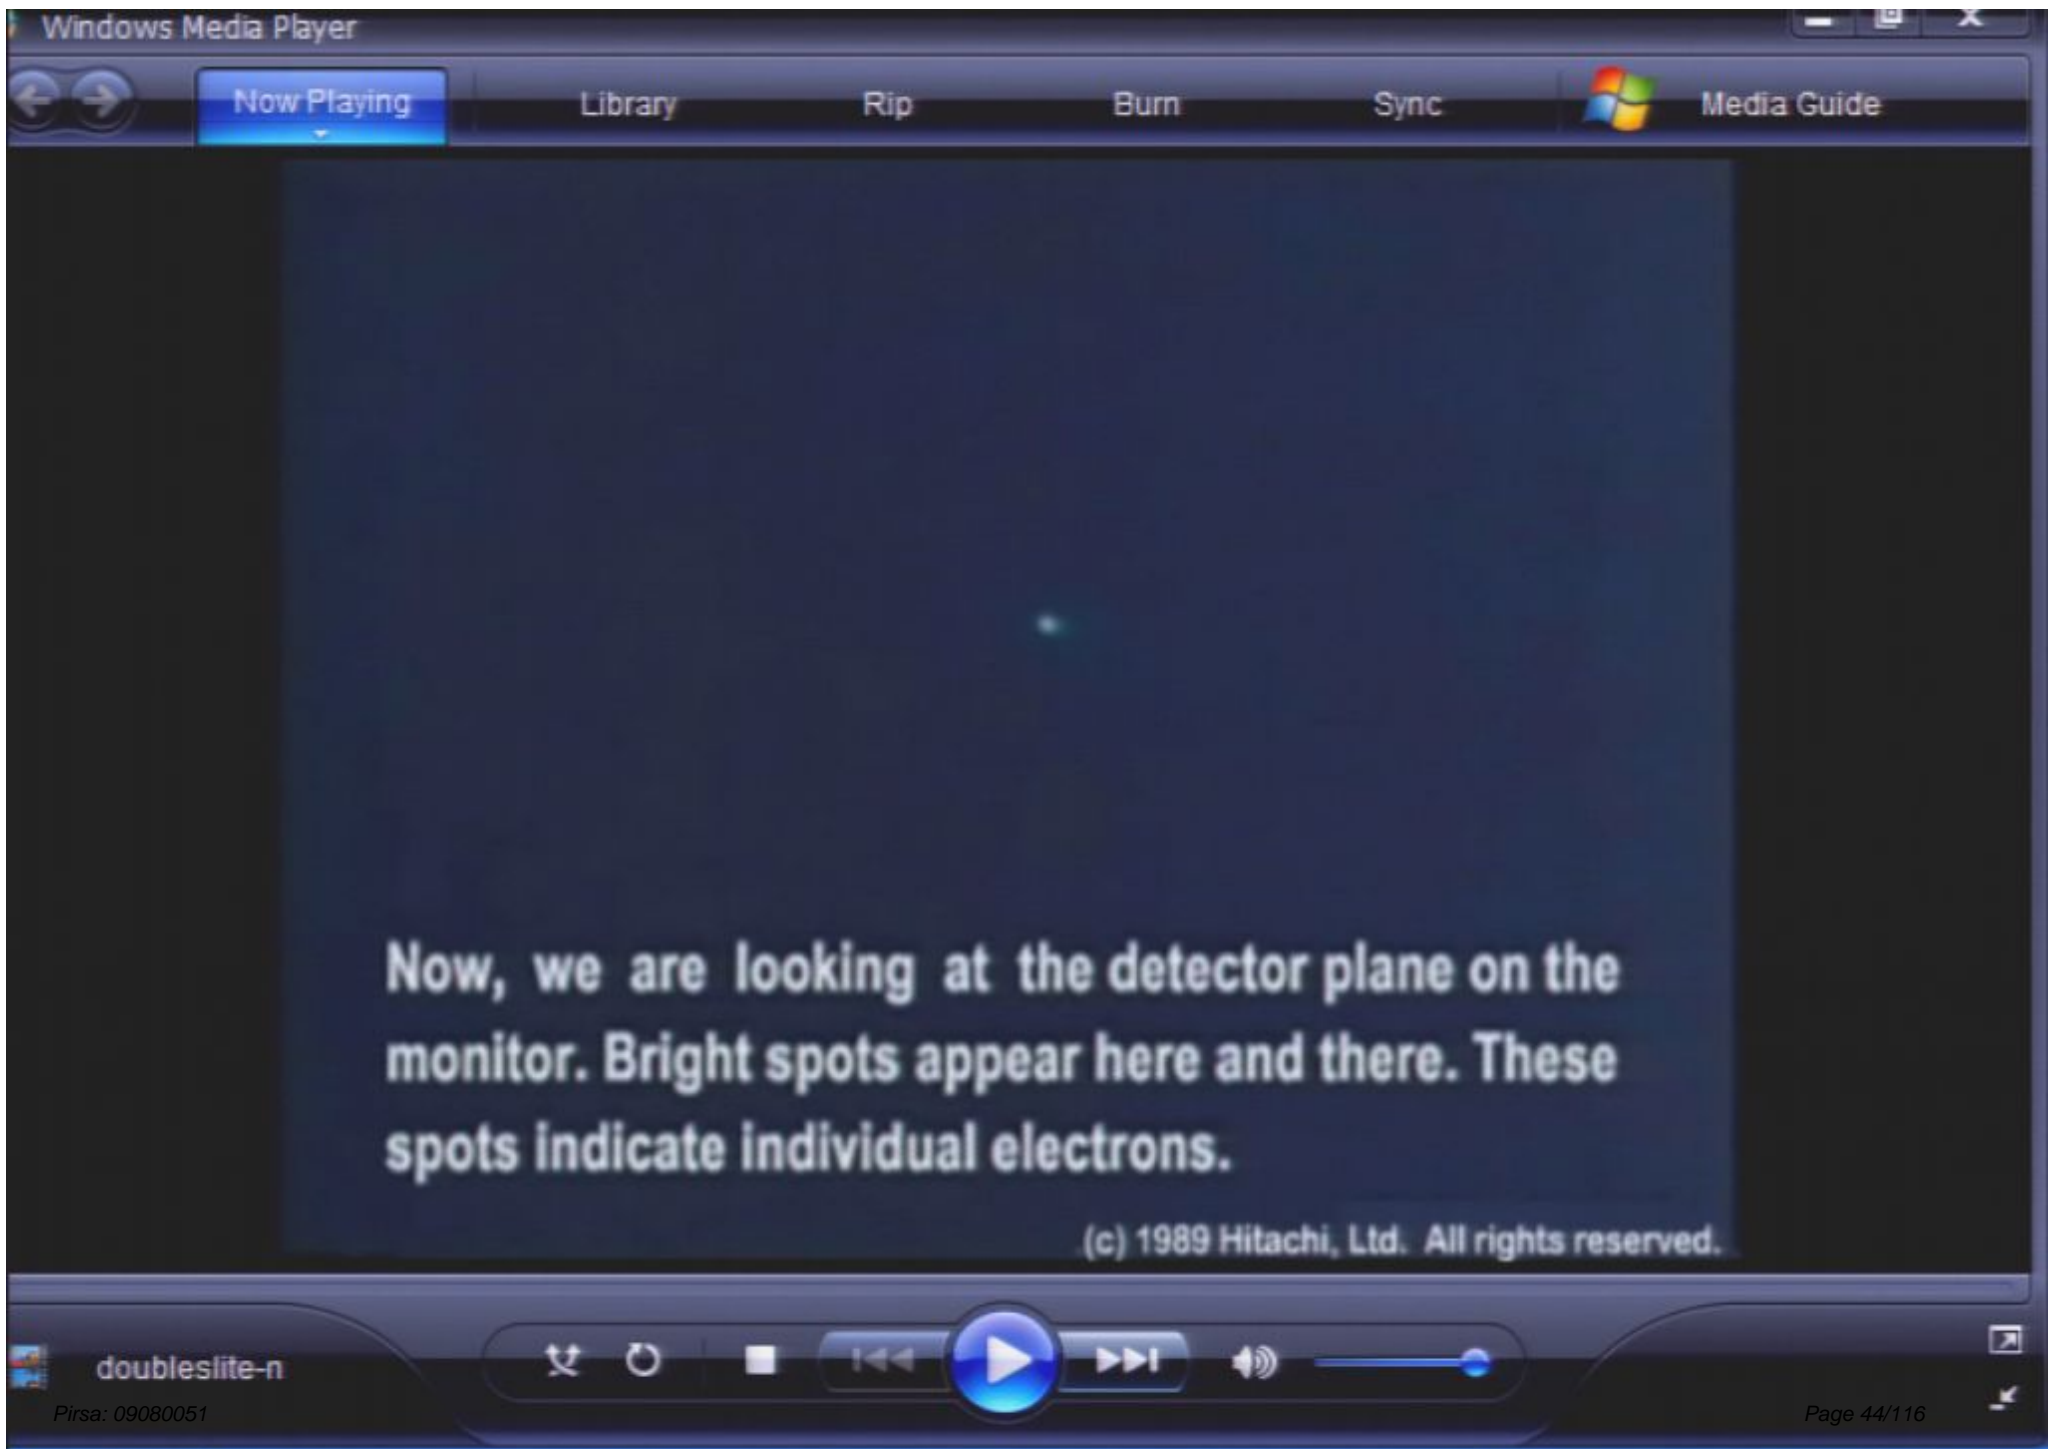 Windows Media Player
Now Playing
Library
Rip
Burn
Sync
Media Guide
Now, we are looking at the detector plane on the
monitor. Bright spots appear here and there. These
spots indicate individual electrons.
(c) 1989 Hitachi, Ltd. All rights reserved.
doubleslite-n
Pirsa: 09080051
Page 44/116